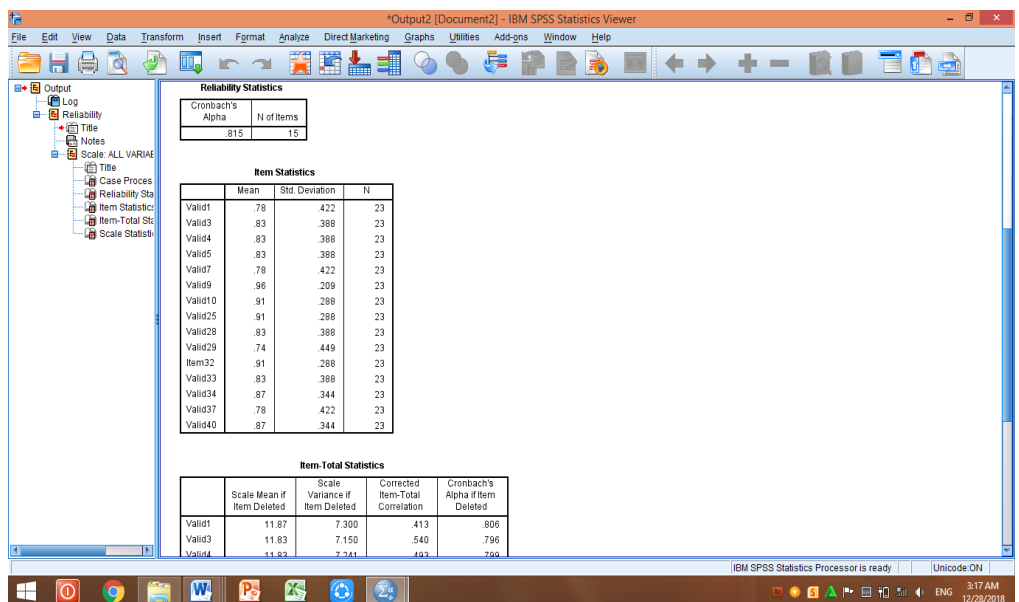 *Output2 [Document2] - IBM SPSS Statistics Viewer
File Edit View Data Transform Insert Format Analyze Direct Marketing Graphs Utilities Add-ons Window Help
Output
Log
Reliability
Title
Notes
Scale: ALL VARIAE
Title
Case Proces
Reliability Sta
Item Statistics
Item-Total Sta
Scale Statisti
Reliability Statistics
Cronbach's
Alpha N of Items
.815 15
Item Statistics
Mean Std. Deviation N
Valid1 .78 .422 23
Valid3 .83 .388 23
Valid4 .83 .388 23
Valid5 .83 .388 23
Valid7 .78 .422 23
Valid9 .96 .209 23
Valid10 .91 .288 23
Valid25 .91 .288 23
Valid28 .83 .388 23
Valid29 .74 .449 23
Item32 .91 .288 23
Valid33 .83 .388 23
Valid34 .87 .344 23
Valid37 .78 .422 23
Valid40 .87 .344 23
Item-Total Statistics
Scale Mean if
Item Deleted
Scale
Variance if
Item Deleted
Corrected
Item-Total
Correlation
Cronbach's
Alpha if Item
Deleted
Valid1 11.87 7.300 .413 .806
Valid3 11.83 7.150 .540 .796
Valid4 11.83 7.241 .493 .799
IBM SPSS Statistics Processor is ready Unicode:ON
ENG 3:17 AM
12/28/2018